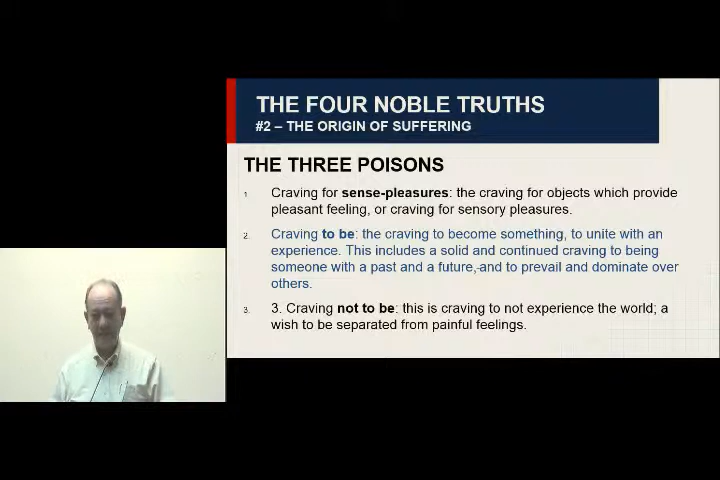 THE FOUR NOBLE TRUTHS
#2 – THE ORIGIN OF SUFFERING
THE THREE POISONS
1. Craving for sense-pleasures: the craving for objects which provide
pleasant feeling, or craving for sensory pleasures.
2. Craving to be: the craving to become something, to unite with an
experience. This includes a solid and continued craving to being
someone with a past and a future, and to prevail and dominate over
others.
3. 3. Craving not to be: this is craving to not experience the world; a
wish to be separated from painful feelings.